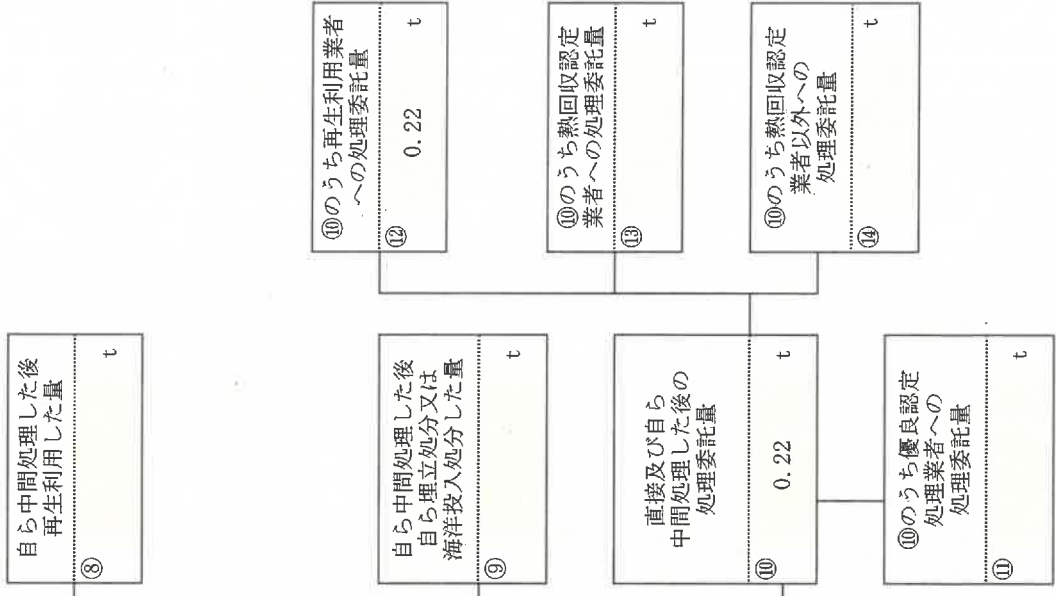 自ら中間処理した後
再生利用した量
⑧ t
自ら中間処理した後
自ら埋立処分又は
海洋投入処分した量
⑨ t
直接及び自ら
中間処理した後の
処理委託量
⑩ 0.22 t
⑩のうち優良認定
処理業者への
処理委託量
⑪ t
⑩のうち再生利用業者
への処理委託量
⑫ 0.22 t
⑩のうち熱回収認定
業者への処理委託量
⑬ t
⑩のうち熱回収認定
業者以外への
処理委託量
⑭ t